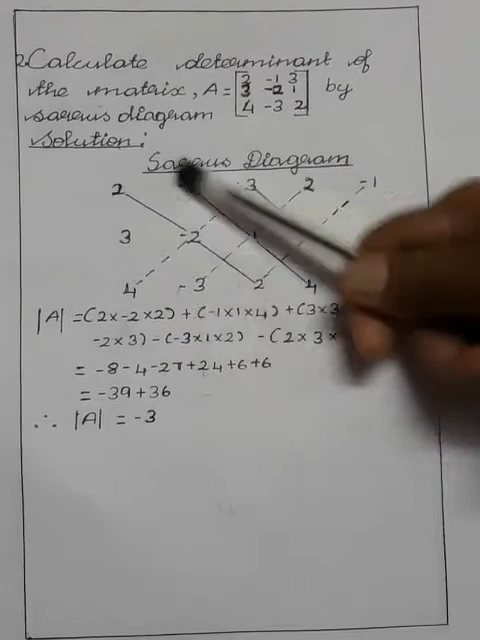 2. Calculate determinant of
the matrix, A = [2 -1 3
3 -2 1
4 -3 2] by
sarrus diagram
Solution:
Sarrus Diagram
2 3 2 -1
3 -2 1
4 -3 2 4
|A| = (2×-2×2) + (-1×1×4) + (3×3
-2×3) - (-3×1×2) - (2×3×
= -8-4-27+24+6+6
= -39+36
∴ |A| = -3